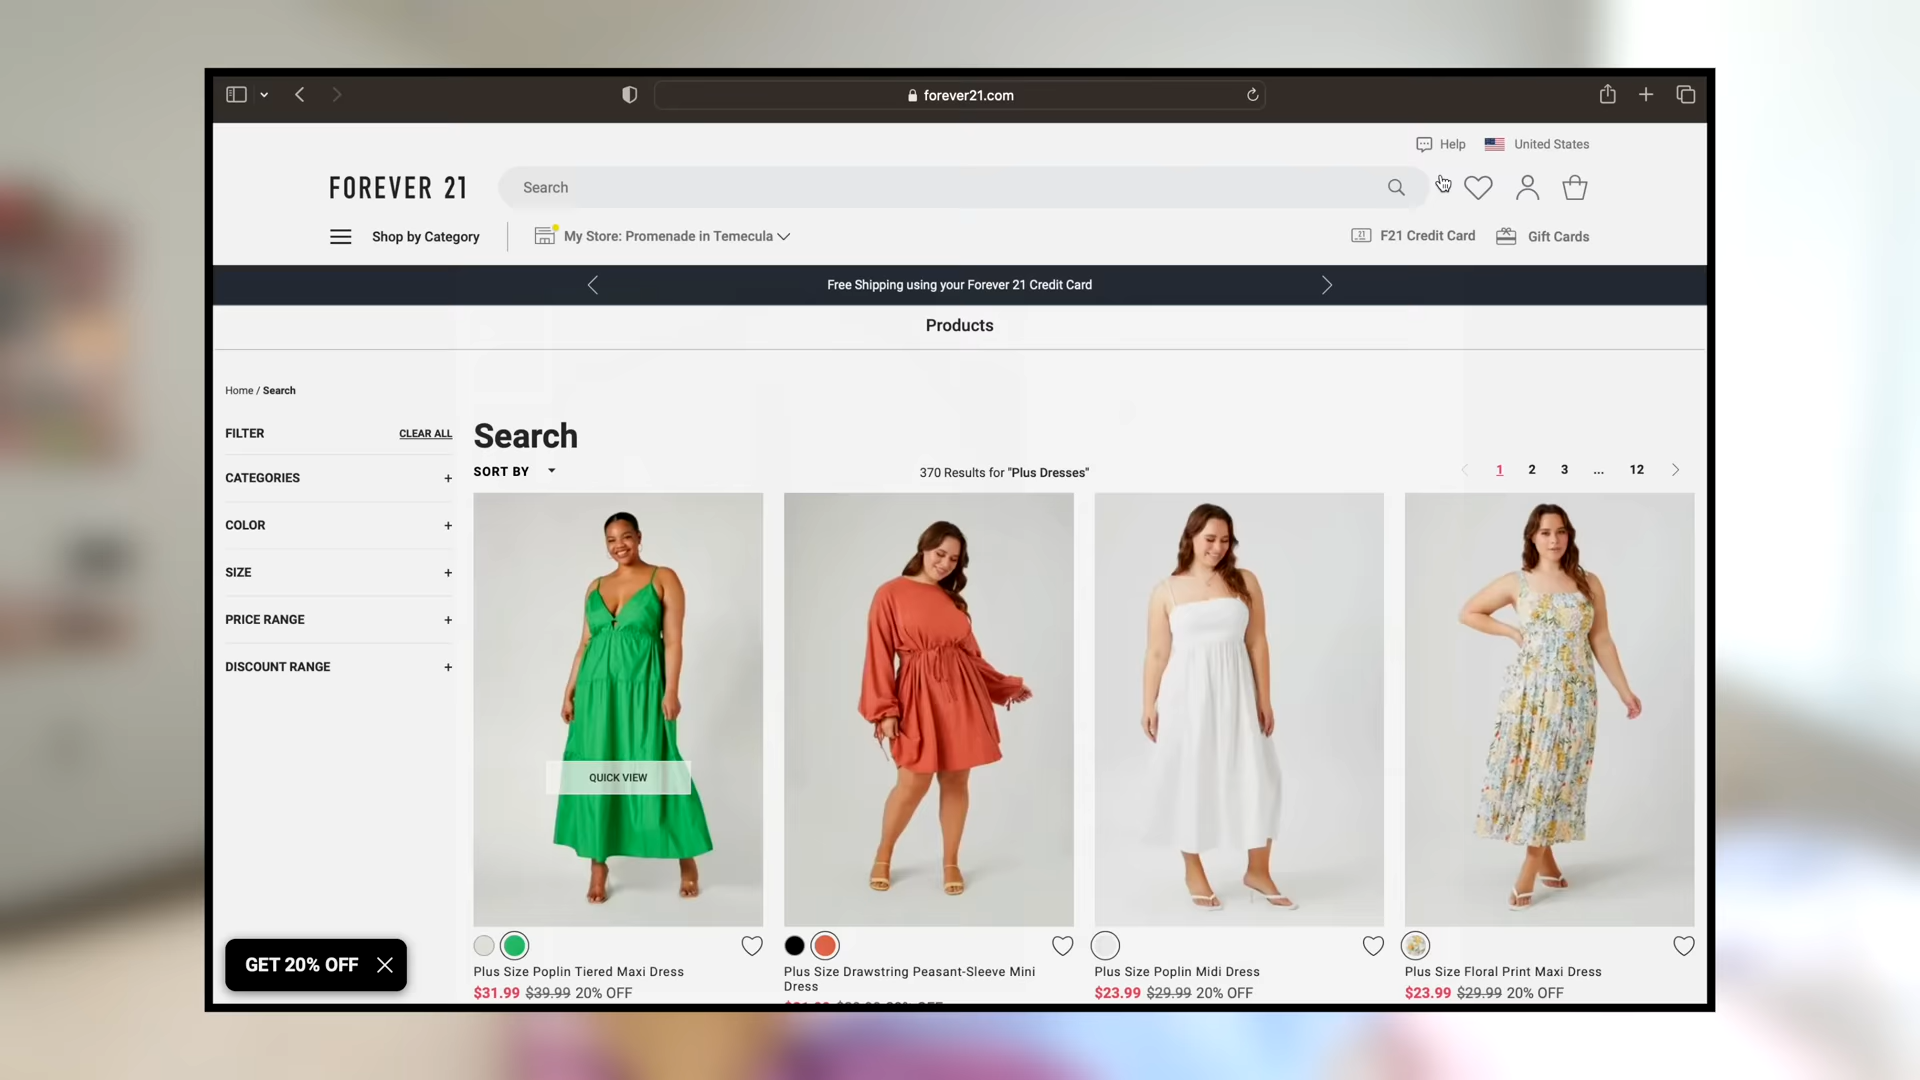 forever21.com
Help
United States
FOREVER 21
Search
Shop by Category
My Store: Promenade in Temecula
21
F21 Credit Card
Gift Cards
Free Shipping using your Forever 21 Credit Card
Products
Home / Search
FILTER
CLEAR ALL
CATEGORIES +
COLOR +
SIZE +
PRICE RANGE +
DISCOUNT RANGE +
Search
SORT BY
370 Results for "Plus Dresses"
1 2 3 ... 12
QUICK VIEW
GET 20% OFF
Plus Size Poplin Tiered Maxi Dress
$31.99 $39.99 20% OFF
Plus Size Drawstring Peasant-Sleeve Mini
Dress
Plus Size Poplin Midi Dress
$23.99 $29.99 20% OFF
Plus Size Floral Print Maxi Dress
$23.99 $29.99 20% OFF